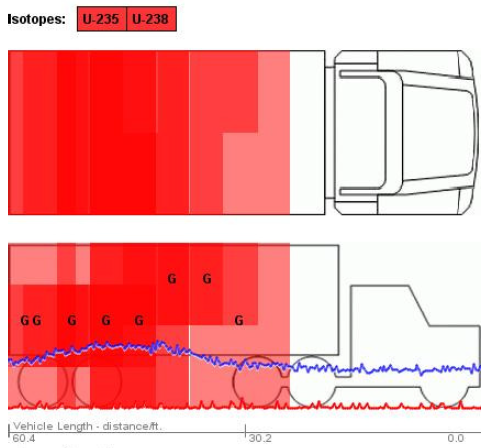 Isotopes: U-235 U-238
G G
G G G G G G
Vehicle Length - distance/ft.
60.4 30.2 0.0